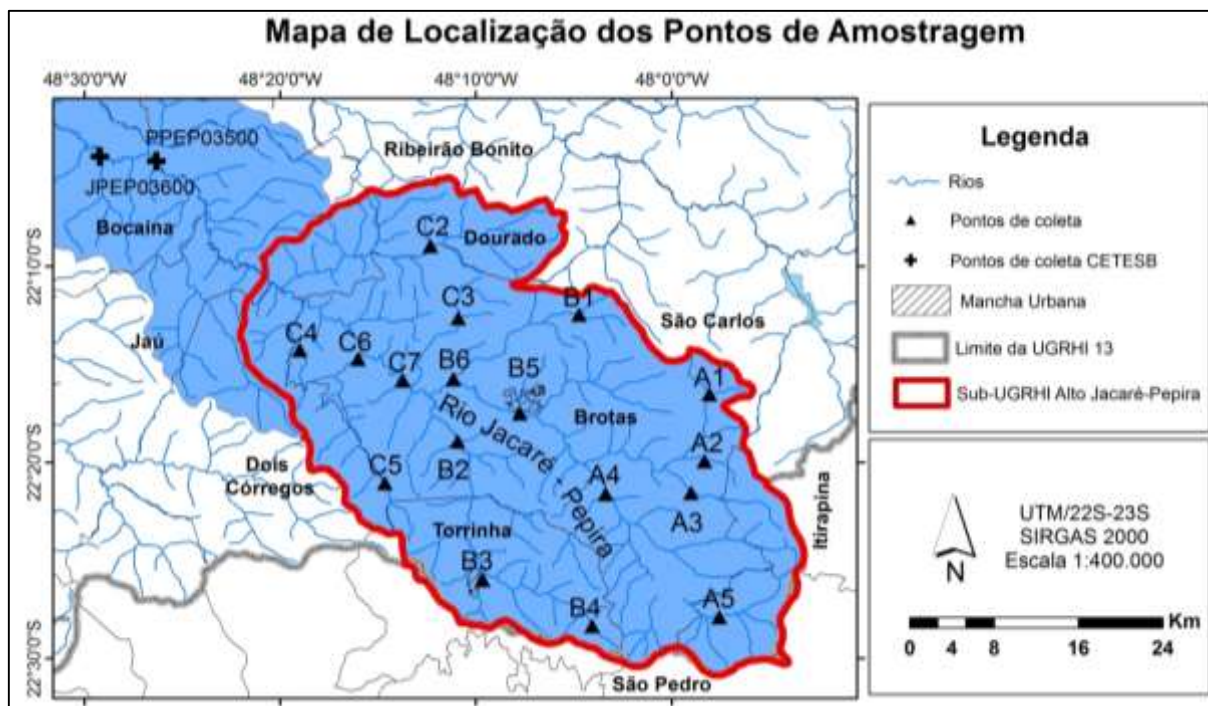 Mapa de Localização dos Pontos de Amostragem
48°30'0"W 48°20'0"W 48°10'0"W 48°0'0"W
PPEP03500
JPEP03600
Bocaina
Ribeirão Bonito
C2 Dourado
22°10'0"S
C3
B1
São Carlos
Jaú
C4
C6
C7
B6
B5
A1
Rio Jacaré - Pepira
Brotas
22°20'0"S
Dois
Córregos
C5
B2
A4
A2
A3
Itirapina
Torrinha
B3
B4
A5
22°30'0"S
São Pedro
Legenda
Rios
Pontos de coleta
Pontos de coleta CETESB
Mancha Urbana
Limite da UGRHI 13
Sub-UGRHI Alto Jacaré-Pepira
N
UTM/22S-23S
SIRGAS 2000
Escala 1:400.000
Km
0 4 8 16 24